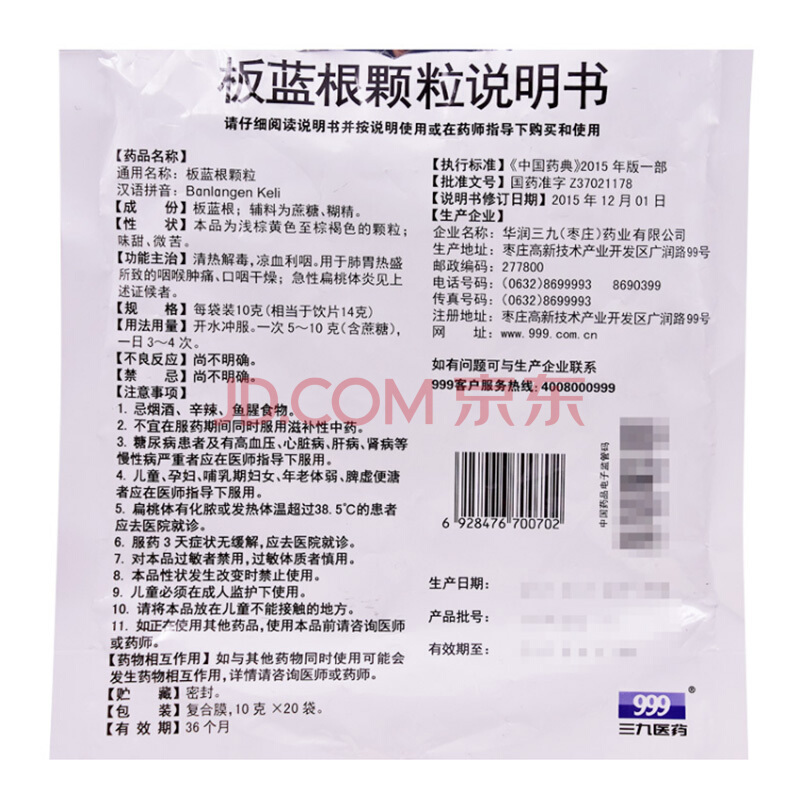 板蓝根颗粒说明书
请仔细阅读说明书并按说明使用或在药师指导下购买和使用
【药品名称】
通用名称：板蓝根颗粒
汉语拼音：Banlangen Keli
【成　份】板蓝根；辅料为蔗糖、糊精。
【性　状】本品为浅棕黄色至棕褐色的颗粒；
味甜、微苦。
【功能主治】清热解毒，凉血利咽。用于肺胃热盛
所致的咽喉肿痛、口咽干燥；急性扁桃体炎见上
述证候者。
【规　格】每袋装10克(相当于饮片14克)
【用法用量】开水冲服。一次5～10克(含蔗糖)，
一日3～4次。
【不良反应】尚不明确。
【禁　忌】尚不明确。
【注意事项】
1. 忌烟酒、辛辣、鱼腥食物。
2. 不宜在服药期间同时服用滋补性中药。
3. 糖尿病患者及有高血压、心脏病、肝病、肾病等
慢性病严重者应在医师指导下服用。
4. 儿童、孕妇、哺乳期妇女、年老体弱、脾虚便溏
者应在医师指导下服用。
5. 扁桃体有化脓或发热体温超过38.5℃的患者
应去医院就诊。
6. 服药3天症状无缓解，应去医院就诊。
7. 对本品过敏者禁用，过敏体质者慎用。
8. 本品性状发生改变时禁止使用。
9. 儿童必须在成人监护下使用。
10. 请将本品放在儿童不能接触的地方。
11. 如正在使用其他药品，使用本品前请咨询医师
或药师。
【药物相互作用】如与其他药物同时使用可能会
发生药物相互作用，详情请咨询医师或药师。
【贮　藏】密封。
【包　装】复合膜，10克×20袋。
【有 效 期】36个月
【执行标准】《中国药典》2015年版一部
【批准文号】国药准字Z37021178
【说明书修订日期】2015年12月01日
【生产企业】
企业名称：华润三九(枣庄)药业有限公司
生产地址：枣庄高新技术产业开发区广润路99号
邮政编码：277800
电话号码：(0632)8699993　8690399
传真号码：(0632)8699993
注册地址：枣庄高新技术产业开发区广润路99号
网　　址：www.999.com.cn
如有问题可与生产企业联系
999客户服务热线：4008000999
JD.COM 京东
6 928476 700702
中国药品电子监管码
生产日期：
产品批号：
有效期至：
999®
三九医药